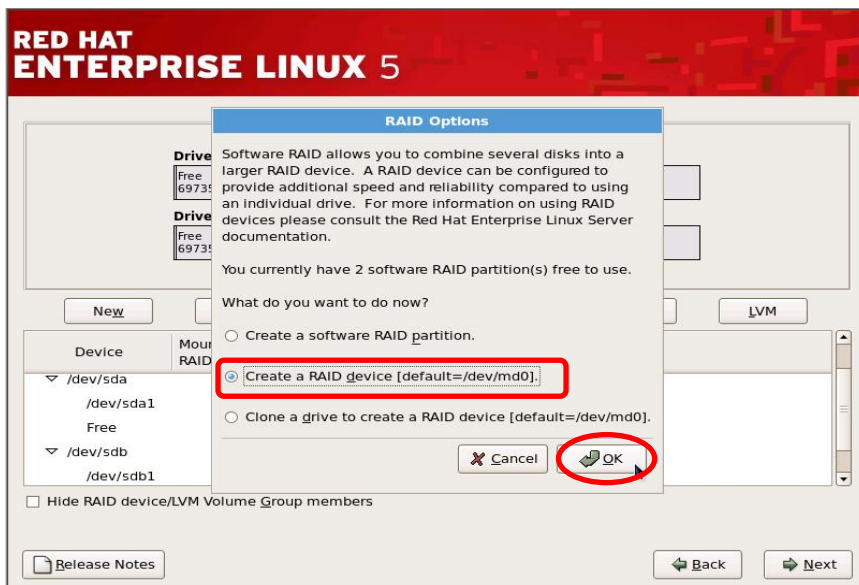 RED HAT
ENTERPRISE LINUX 5
RAID Options
Software RAID allows you to combine several disks into a
larger RAID device. A RAID device can be configured to
provide additional speed and reliability compared to using
an individual drive. For more information on using RAID
devices please consult the Red Hat Enterprise Linux Server
documentation.
You currently have 2 software RAID partition(s) free to use.
What do you want to do now?
Create a software RAID partition.
Create a RAID device [default=/dev/md0].
Clone a drive to create a RAID device [default=/dev/md0].
Cancel
OK
Drive
Free
6973
Drive
Free
6973
New
LVM
Device
Mour
RAID
/dev/sda
/dev/sda1
Free
/dev/sdb
/dev/sdb1
Hide RAID device/LVM Volume Group members
Release Notes
Back
Next